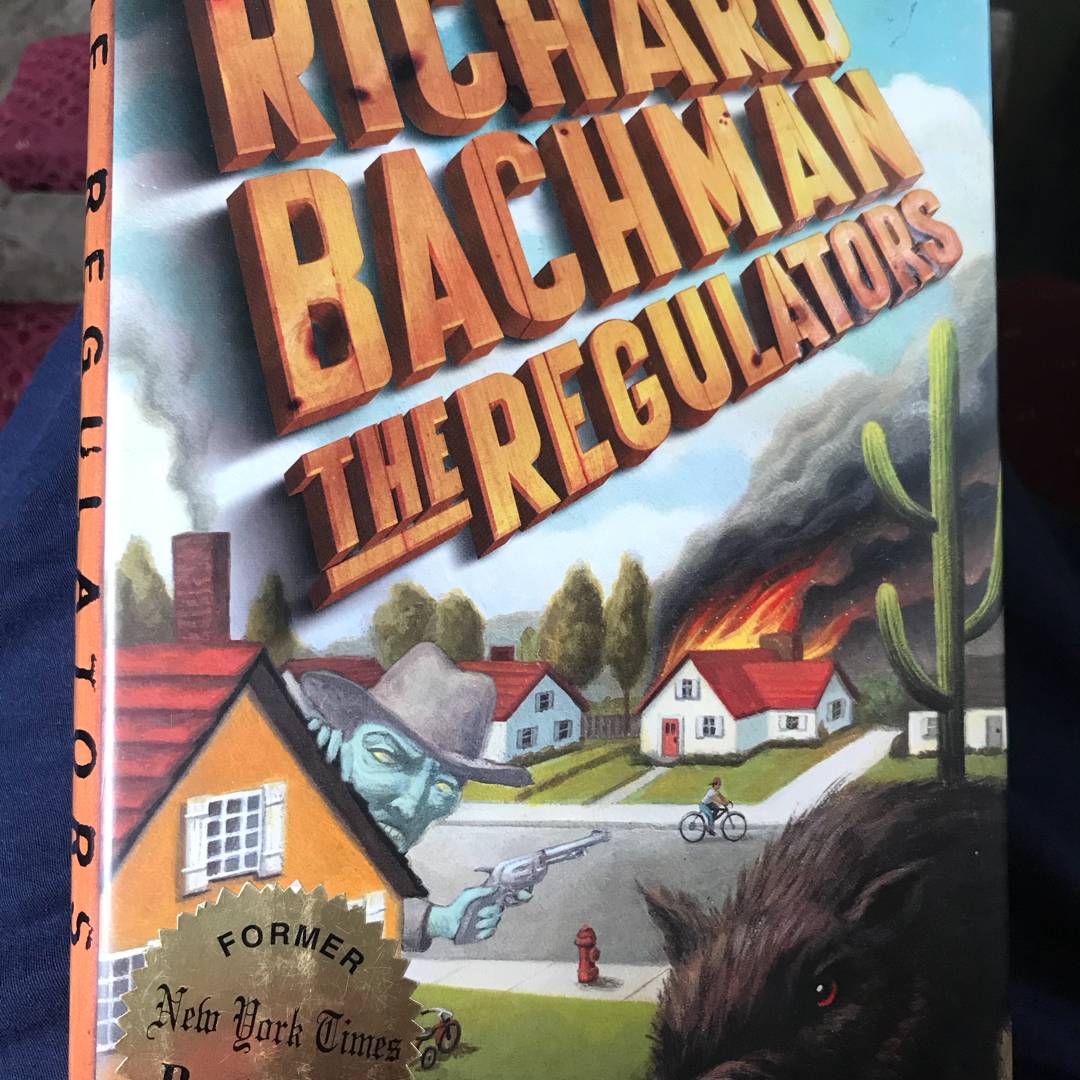 RICHARD
BACHMAN
THE REGULATORS
E REGULATORS
FORMER
New York Times